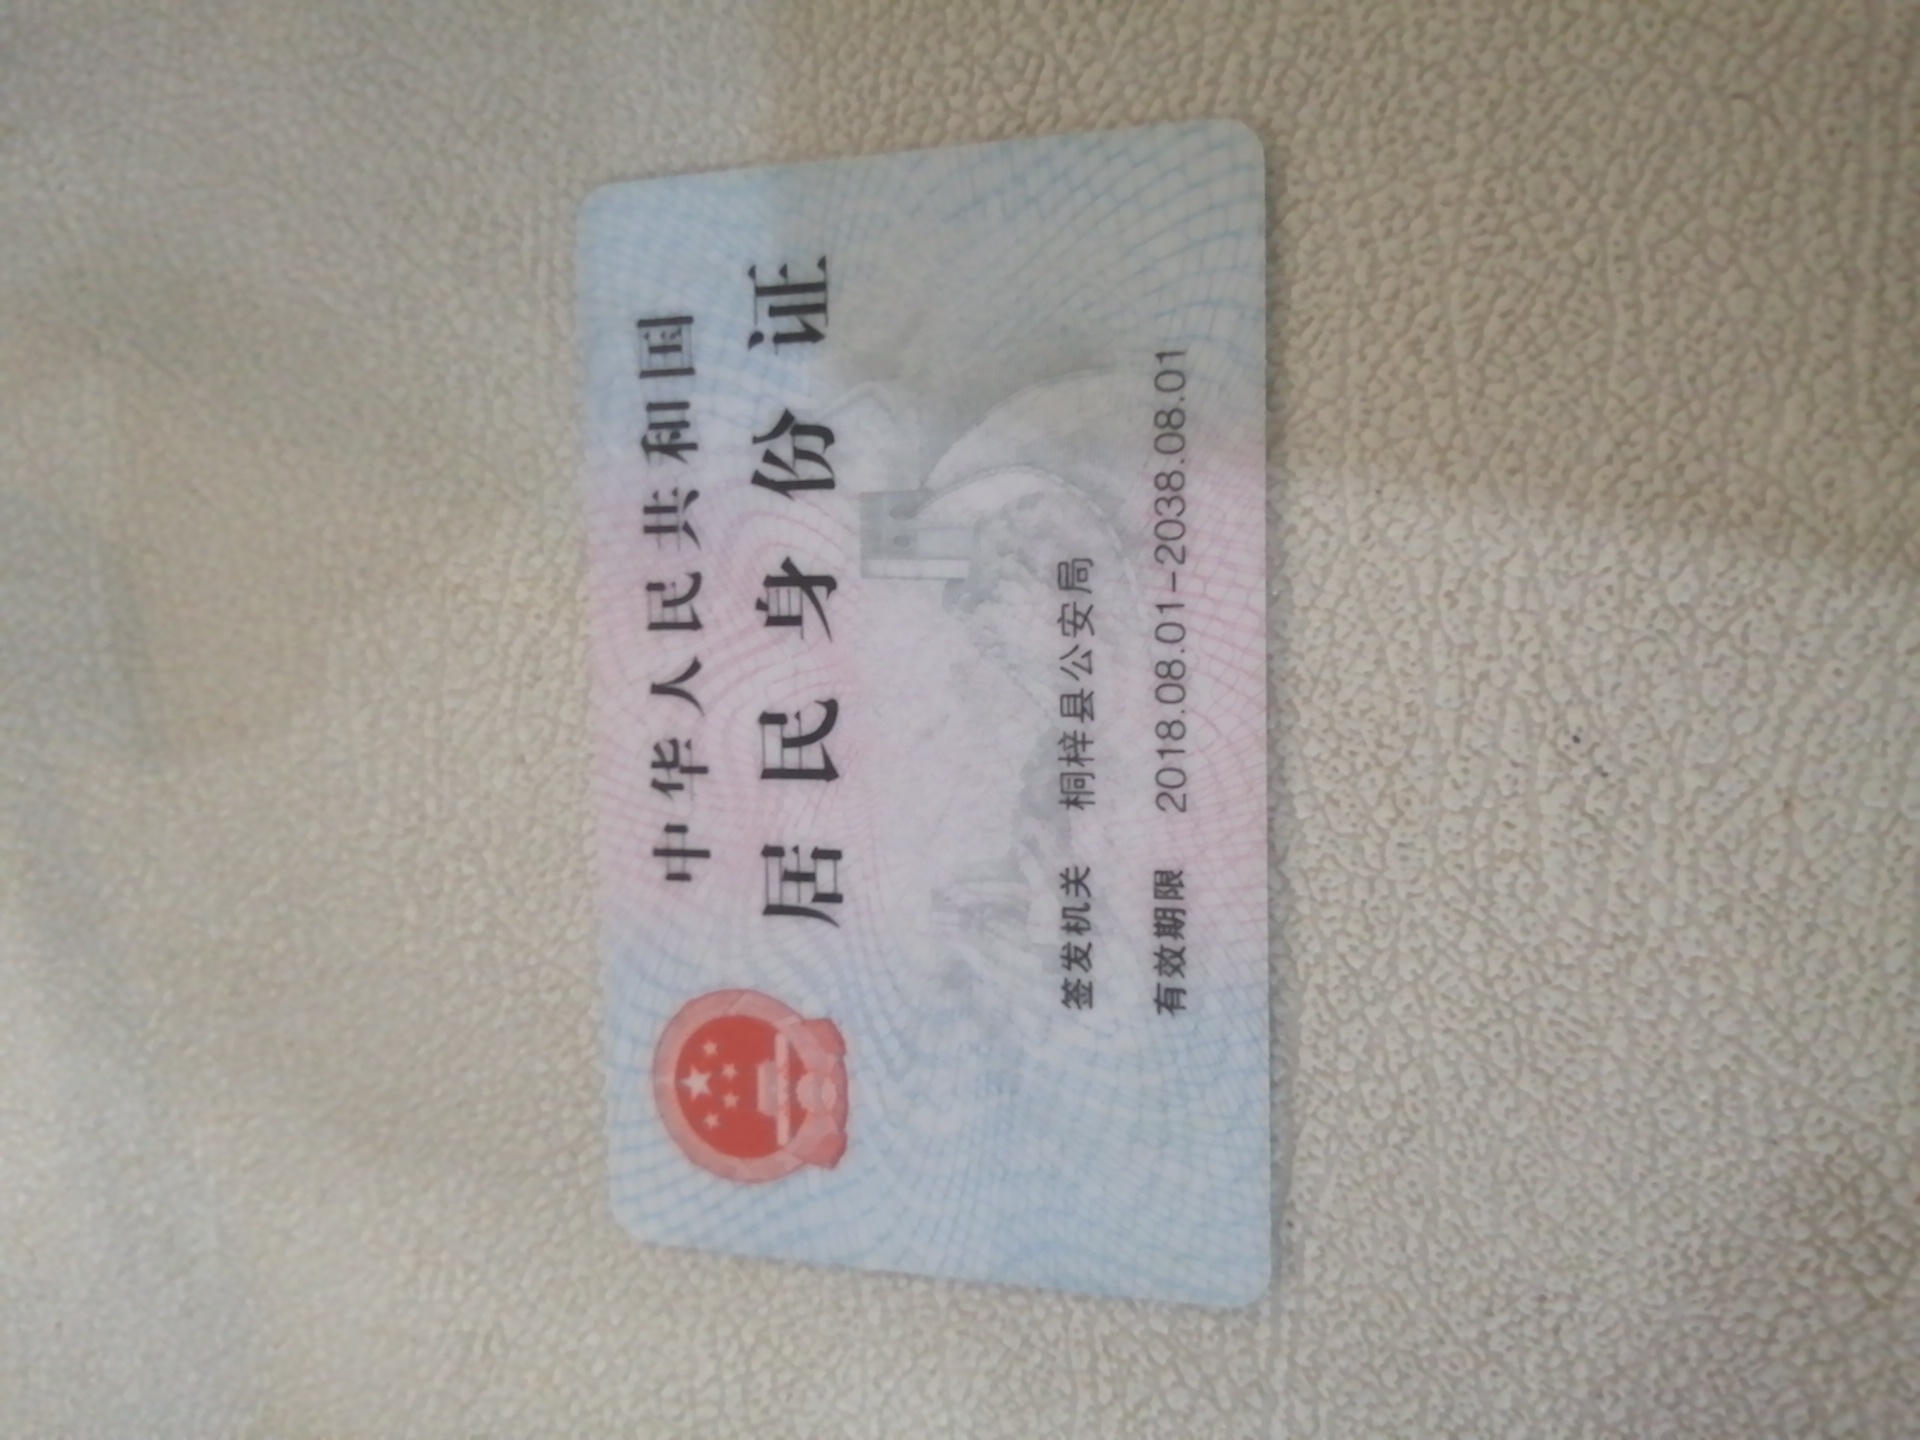 中华人民共和国
居民身份证
签发机关 桐梓县公安局
有效期限 2018.08.01-2038.08.01